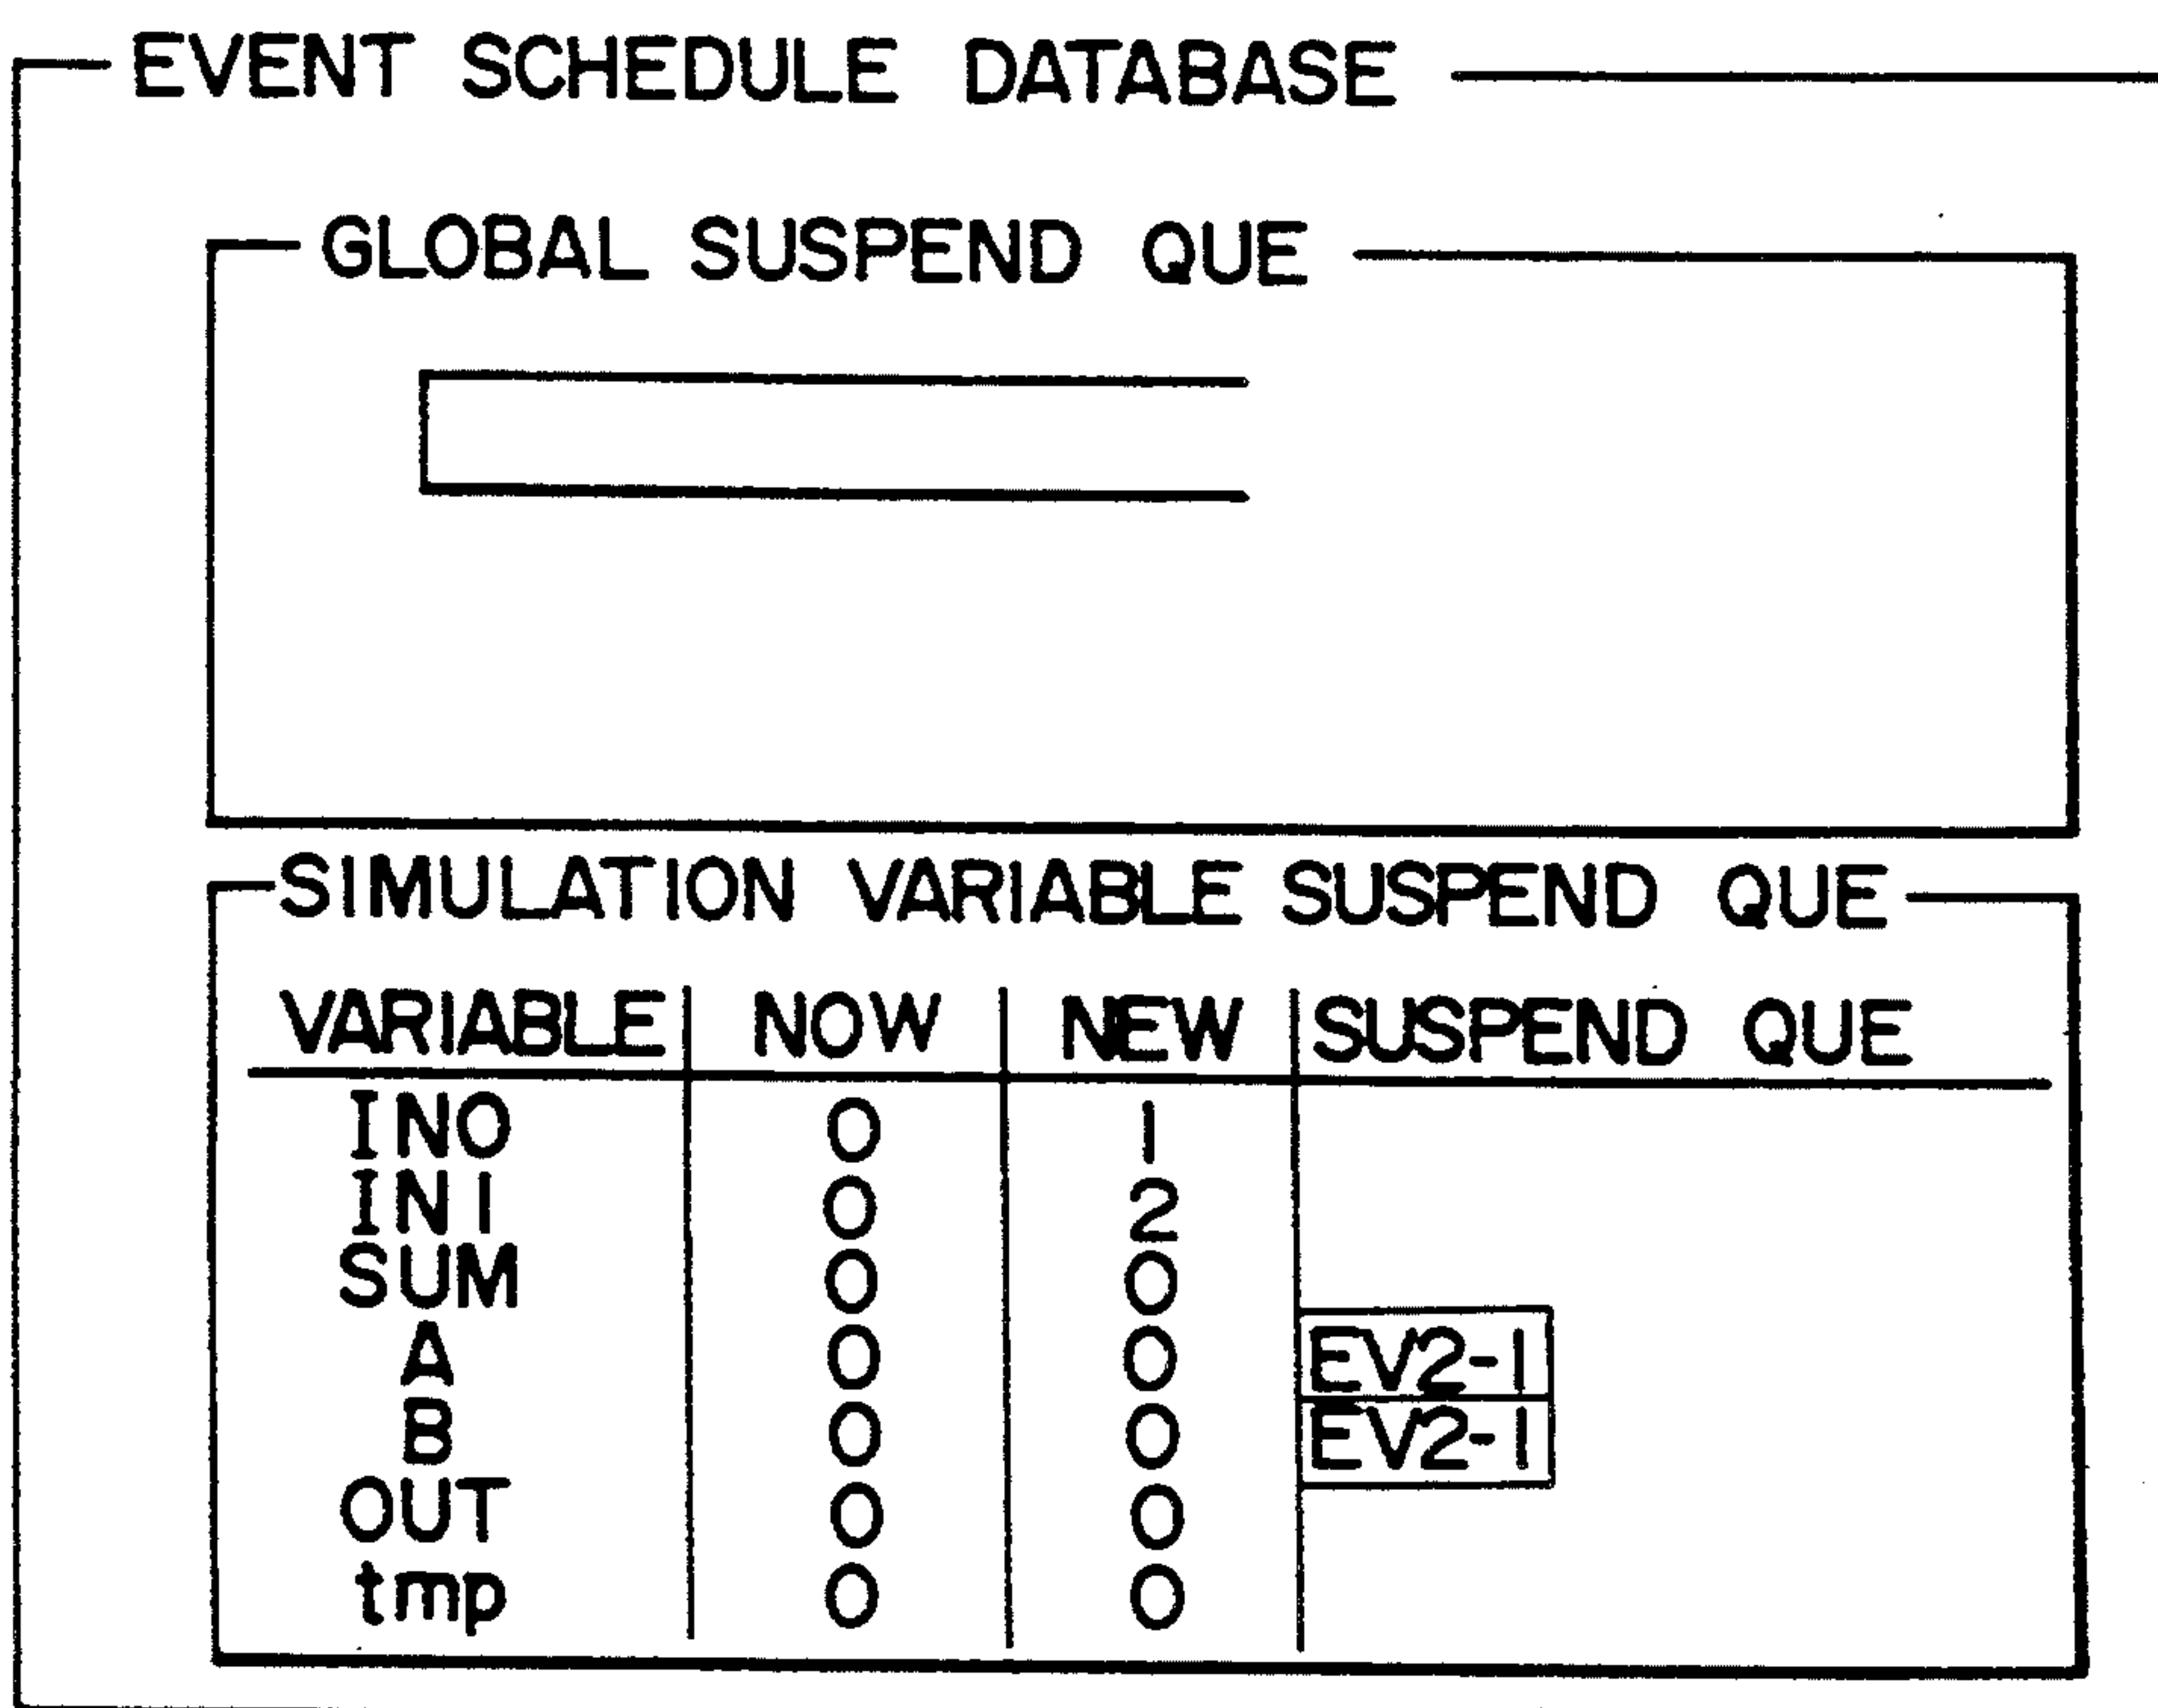 EVENT SCHEDULE DATABASE
GLOBAL SUSPEND QUE
SIMULATION VARIABLE SUSPEND QUE
VARIABLE NOW NEW SUSPEND QUE
IN0 0 1
IN1 0 2
SUM 0 0
A 0 0 EV2-1
B 0 0 EV2-1
OUT 0 0
tmp 0 0